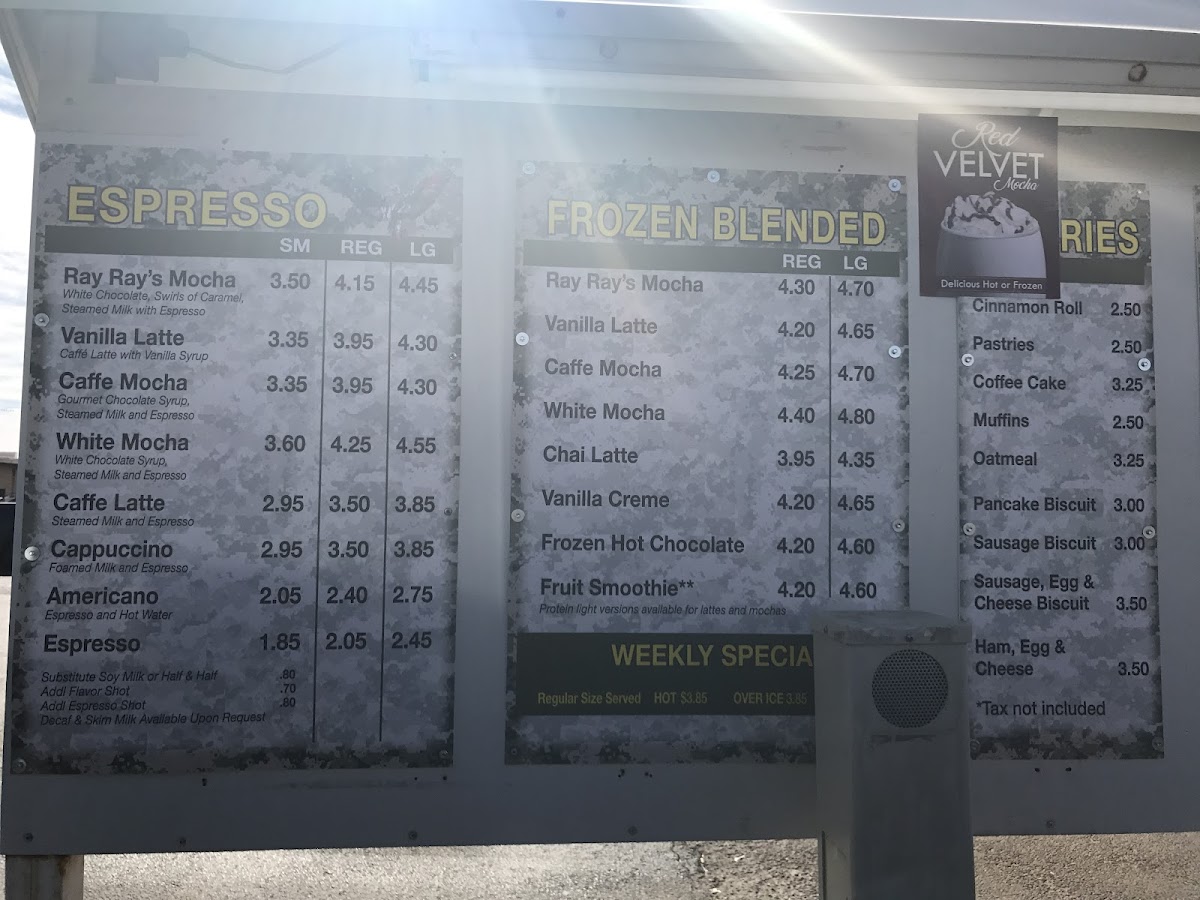 ESPRESSO
SM REG LG
Ray Ray's Mocha 3.50 4.15 4.45
White Chocolate, Swirls of Caramel,
Steamed Milk with Espresso
Vanilla Latte 3.35 3.95 4.30
Caffé Latte with Vanilla Syrup
Caffe Mocha 3.35 3.95 4.30
Gourmet Chocolate Syrup,
Steamed Milk and Espresso
White Mocha 3.60 4.25 4.55
White Chocolate Syrup,
Steamed Milk and Espresso
Caffe Latte 2.95 3.50 3.85
Steamed Milk and Espresso
Cappuccino 2.95 3.50 3.85
Foamed Milk and Espresso
Americano 2.05 2.40 2.75
Espresso and Hot Water
Espresso 1.85 2.05 2.45
Substitute Soy Milk or Half & Half .80
Addl Flavor Shot .70
Addl Espresso Shot .80
Decaf & Skim Milk Available Upon Request
FROZEN BLENDED
REG LG
Ray Ray's Mocha 4.30 4.70
Vanilla Latte 4.20 4.65
Caffe Mocha 4.25 4.70
White Mocha 4.40 4.80
Chai Latte 3.95 4.35
Vanilla Creme 4.20 4.65
Frozen Hot Chocolate 4.20 4.60
Fruit Smoothie** 4.20 4.60
Protein light versions available for lattes and mochas
WEEKLY SPECIA
Regular Size Served HOT $3.85 OVER ICE 3.85
Red
VELVET
Mocha
Delicious Hot or Frozen
RIES
Cinnamon Roll 2.50
Pastries 2.50
Coffee Cake 3.25
Muffins 2.50
Oatmeal 3.25
Pancake Biscuit 3.00
Sausage Biscuit 3.00
Sausage, Egg &
Cheese Biscuit 3.50
Ham, Egg &
Cheese 3.50
*Tax not included